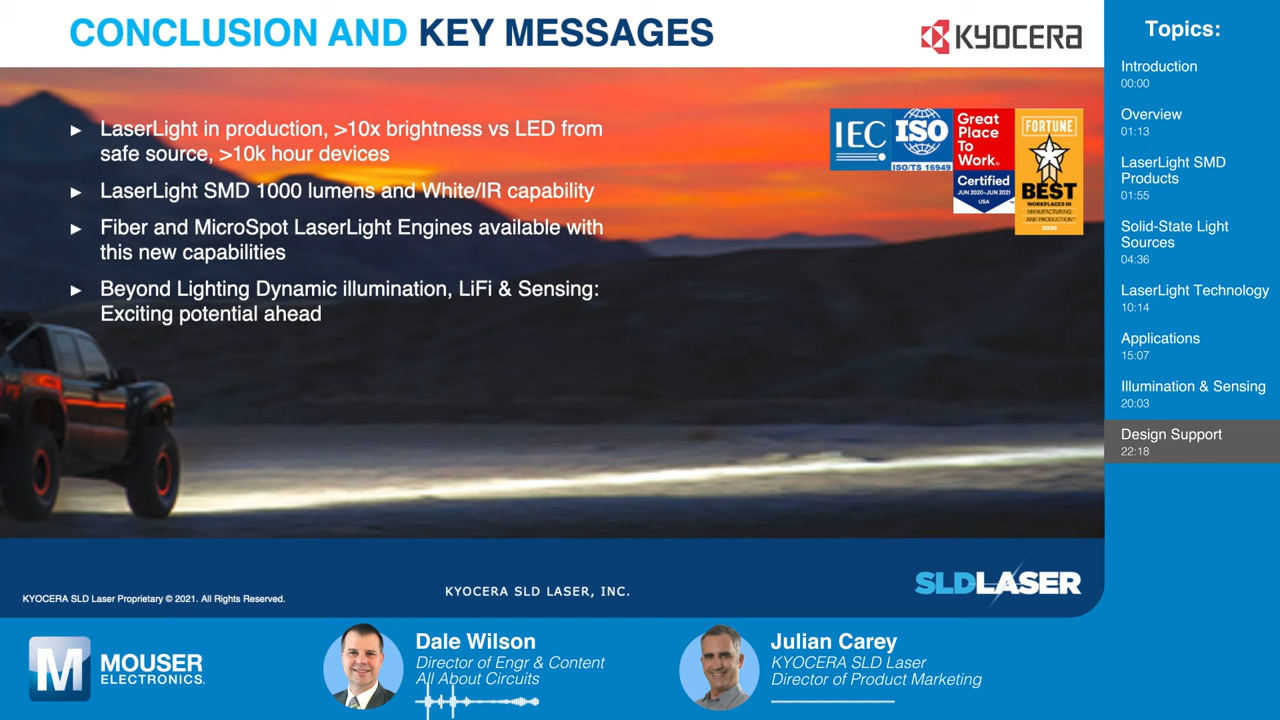 CONCLUSION AND KEY MESSAGES
KYOCERA
► LaserLight in production, >10x brightness vs LED from
safe source, >10k hour devices
► LaserLight SMD 1000 lumens and White/IR capability
► Fiber and MicroSpot LaserLight Engines available with
this new capabilities
► Beyond Lighting Dynamic illumination, LiFi & Sensing:
Exciting potential ahead
IEC
ISO
ISO/TS 16949
Great
Place
To
Work®
Certified
JUN 2020-JUN 2021
USA
FORTUNE
BEST
WORKPLACES IN
MANUFACTURING
AND PRODUCTION™
2020
KYOCERA SLD Laser Proprietary © 2021. All Rights Reserved.
KYOCERA SLD LASER, INC.
SLDLASER
Topics:
Introduction
00:00
Overview
01:13
LaserLight SMD
Products
01:55
Solid-State Light
Sources
04:36
LaserLight Technology
10:14
Applications
15:07
Illumination & Sensing
20:03
Design Support
22:18
M
MOUSER
ELECTRONICS.
Dale Wilson
Director of Engr & Content
All About Circuits
Julian Carey
KYOCERA SLD Laser
Director of Product Marketing